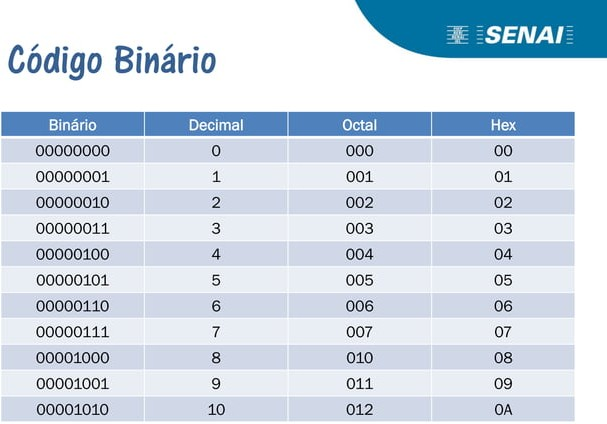 SENAI
Código Binário
Binário Decimal Octal Hex
00000000 0 000 00
00000001 1 001 01
00000010 2 002 02
00000011 3 003 03
00000100 4 004 04
00000101 5 005 05
00000110 6 006 06
00000111 7 007 07
00001000 8 010 08
00001001 9 011 09
00001010 10 012 0A